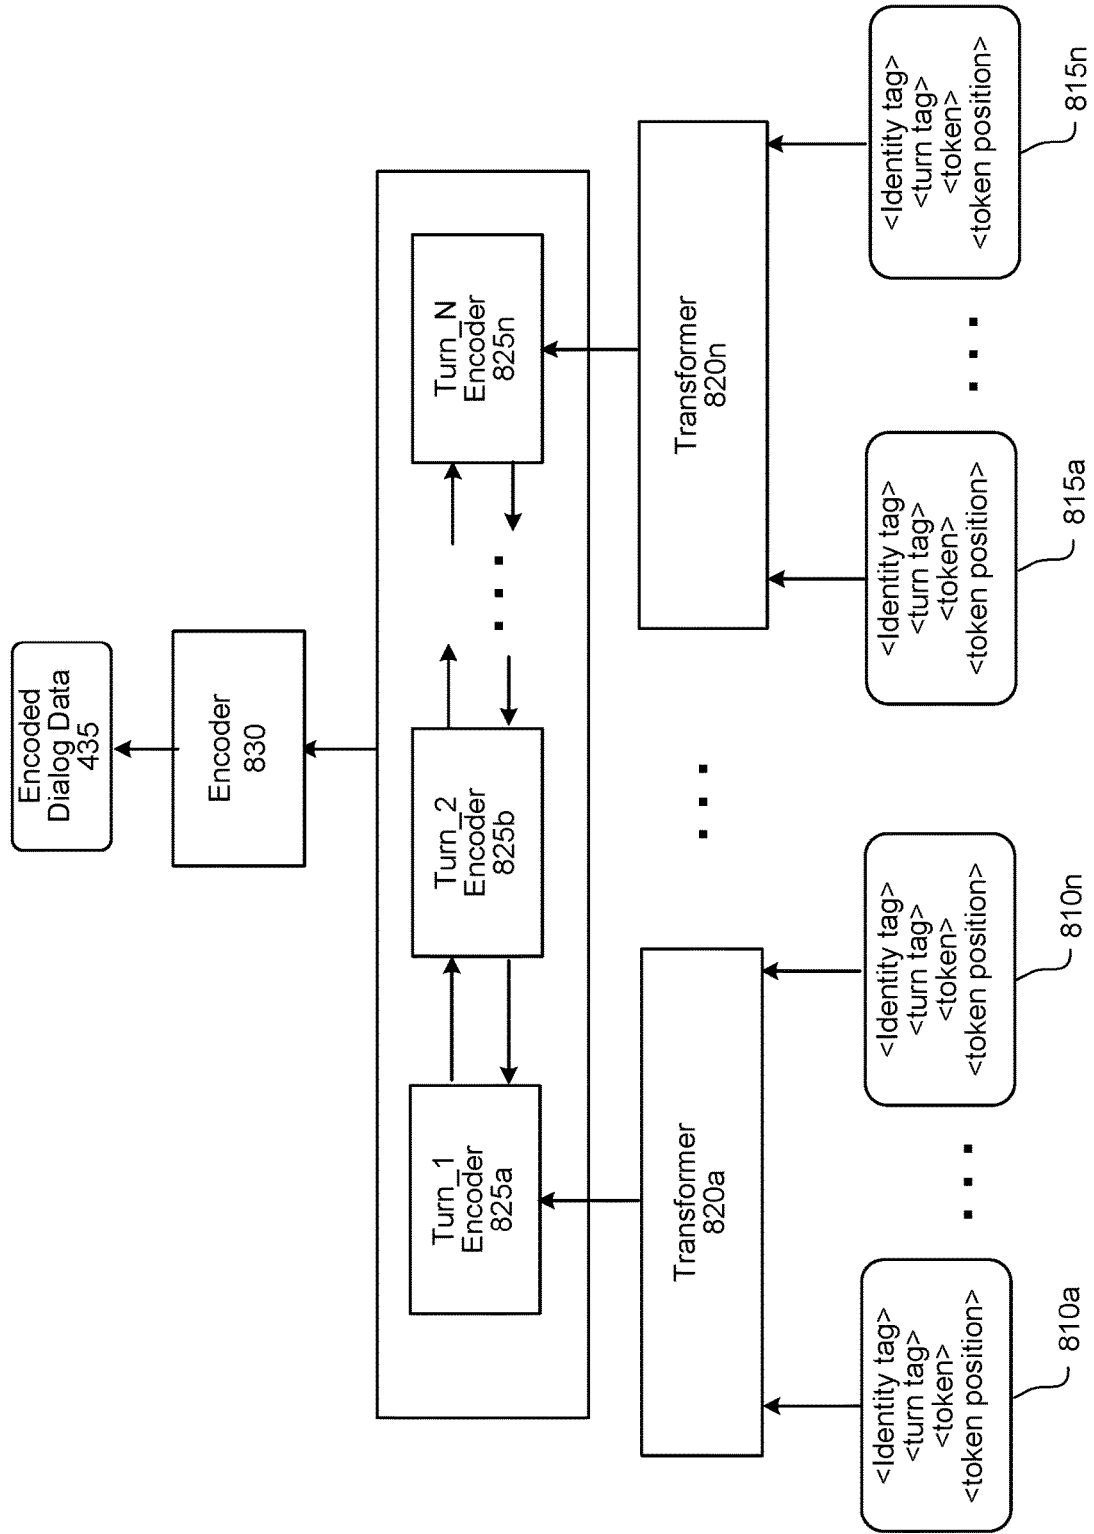 Encoded
Dialog Data
435
Encoder
830
Turn_1
Encoder
825a
Turn_2
Encoder
825b
Turn_N
Encoder
825n
Transformer
820a
Transformer
820n
<Identity tag>
<turn tag>
<token>
<token position>
810a
<Identity tag>
<turn tag>
<token>
<token position>
810n
<Identity tag>
<turn tag>
<token>
<token position>
815a
<Identity tag>
<turn tag>
<token>
<token position>
815n